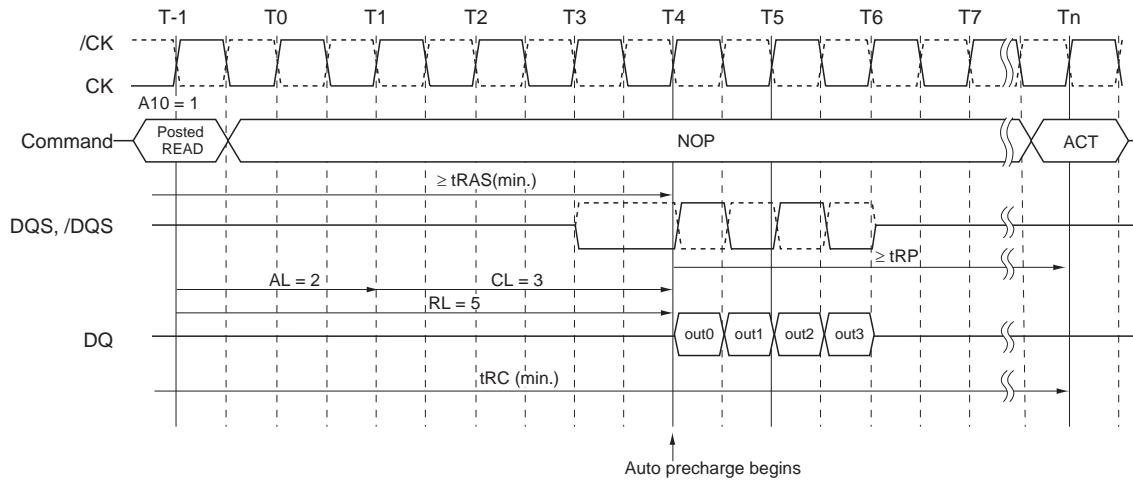 T-1 T0 T1 T2 T3 T4 T5 T6 T7 Tn
/CK
CK
A10 = 1
Command
Posted
READ
NOP
ACT
≥ tRAS(min.)
DQS, /DQS
≥ tRP
AL = 2
CL = 3
RL = 5
DQ
out0 out1 out2 out3
tRC (min.)
Auto precharge begins